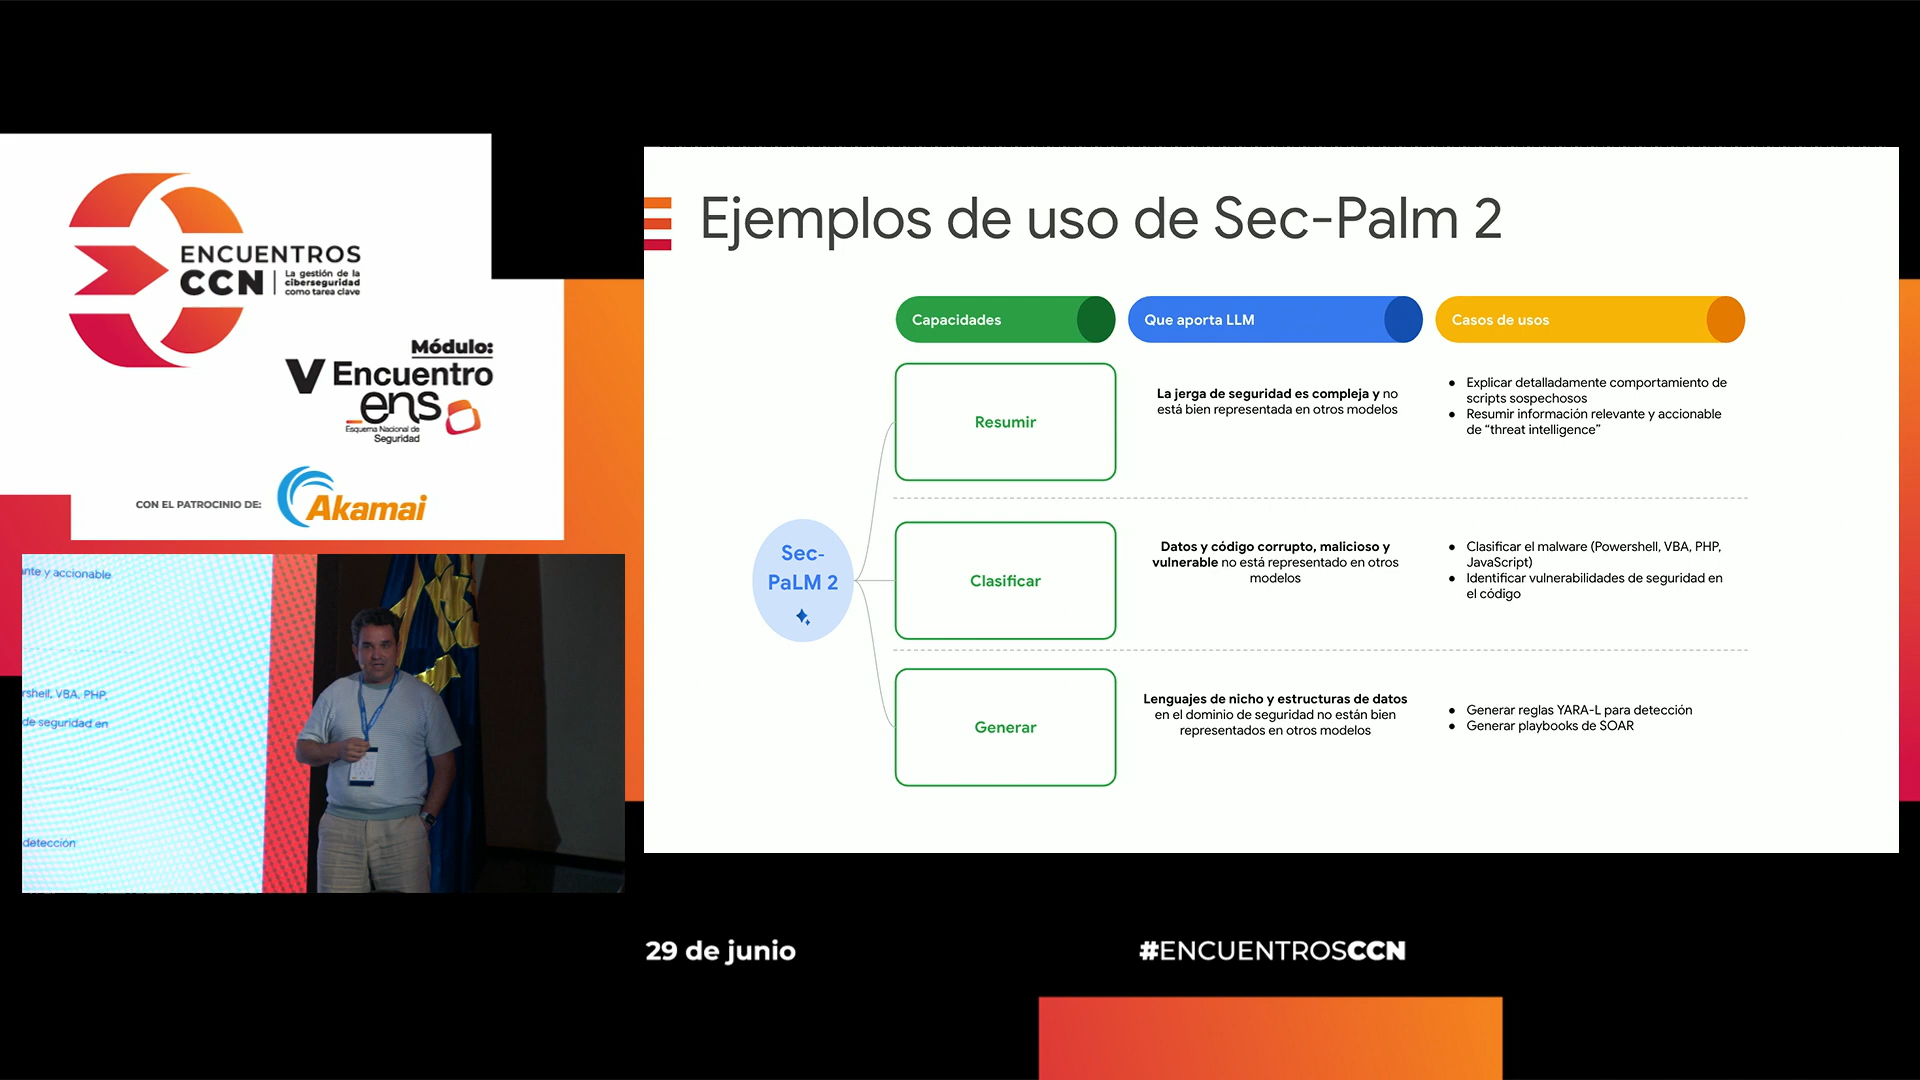 ENCUENTROS
CCN
La gestión de la
ciberseguridad
como tarea clave
Módulo:
V Encuentro
ens
Esquema Nacional de
Seguridad
CON EL PATROCINIO DE:
Akamai
nte y accionable
rshell, VBA, PHP,
de seguridad en
detección
Ejemplos de uso de Sec-Palm 2
Capacidades
Que aporta LLM
Casos de usos
Sec-
PaLM 2
Resumir
La jerga de seguridad es compleja y no
está bien representada en otros modelos
● Explicar detalladamente comportamiento de
scripts sospechosos
● Resumir información relevante y accionable
de “threat intelligence”
Clasificar
Datos y código corrupto, malicioso y
vulnerable no está representado en otros
modelos
● Clasificar el malware (Powershell, VBA, PHP,
JavaScript)
● Identificar vulnerabilidades de seguridad en
el código
Generar
Lenguajes de nicho y estructuras de datos
en el dominio de seguridad no están bien
representados en otros modelos
● Generar reglas YARA-L para detección
● Generar playbooks de SOAR
29 de junio
#ENCUENTROSCCN